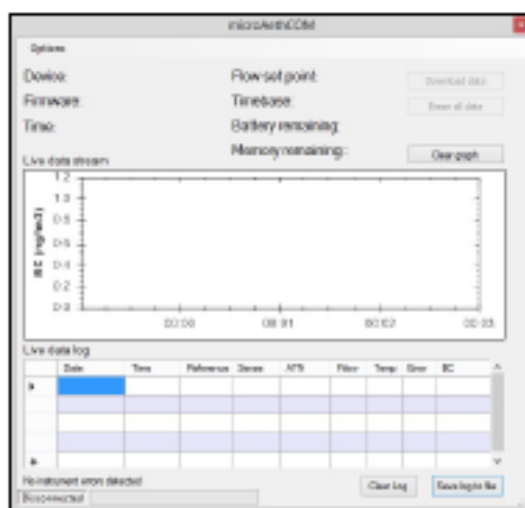 microAethCOM
Options
Device: Flow set point: Download data
Firmware: Timebase: Erase all data
Time: Battery remaining:
Memory remaining: Clear graph
Live data stream
BC (ng/m3)
1.2
1.0
0.8
0.6
0.4
0.2
0.0
00:00 00:01 00:02 00:03
Live data log
Date Time Reference Sense ATN Flow Temp Error BC
No instrument errors detected
Disconnected
Clear Log Save log to file